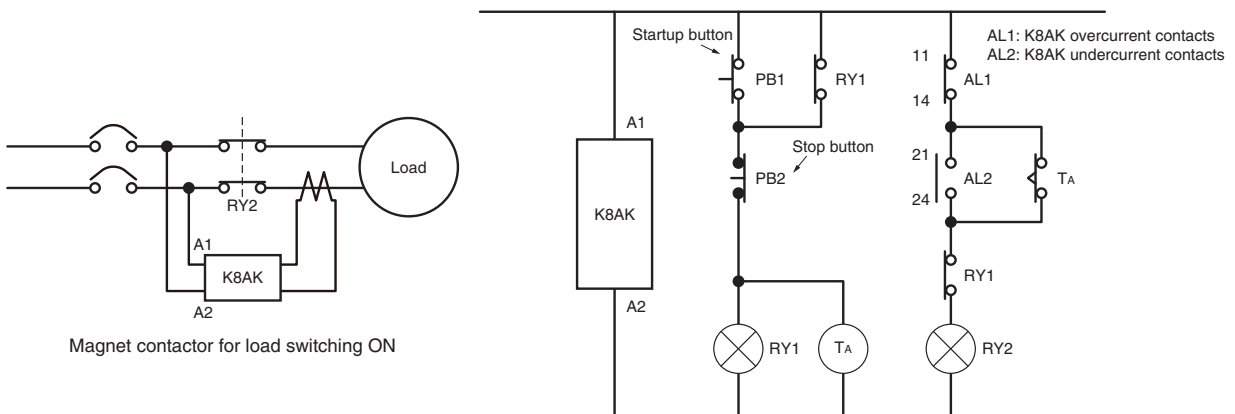 Load
RY2
A1
K8AK
A2
Magnet contactor for load switching ON
A1
K8AK
A2
Startup button
PB1
RY1
Stop button
PB2
RY1
TA
11
AL1
14
21
AL2
TA
24
RY1
RY2
AL1: K8AK overcurrent contacts
AL2: K8AK undercurrent contacts